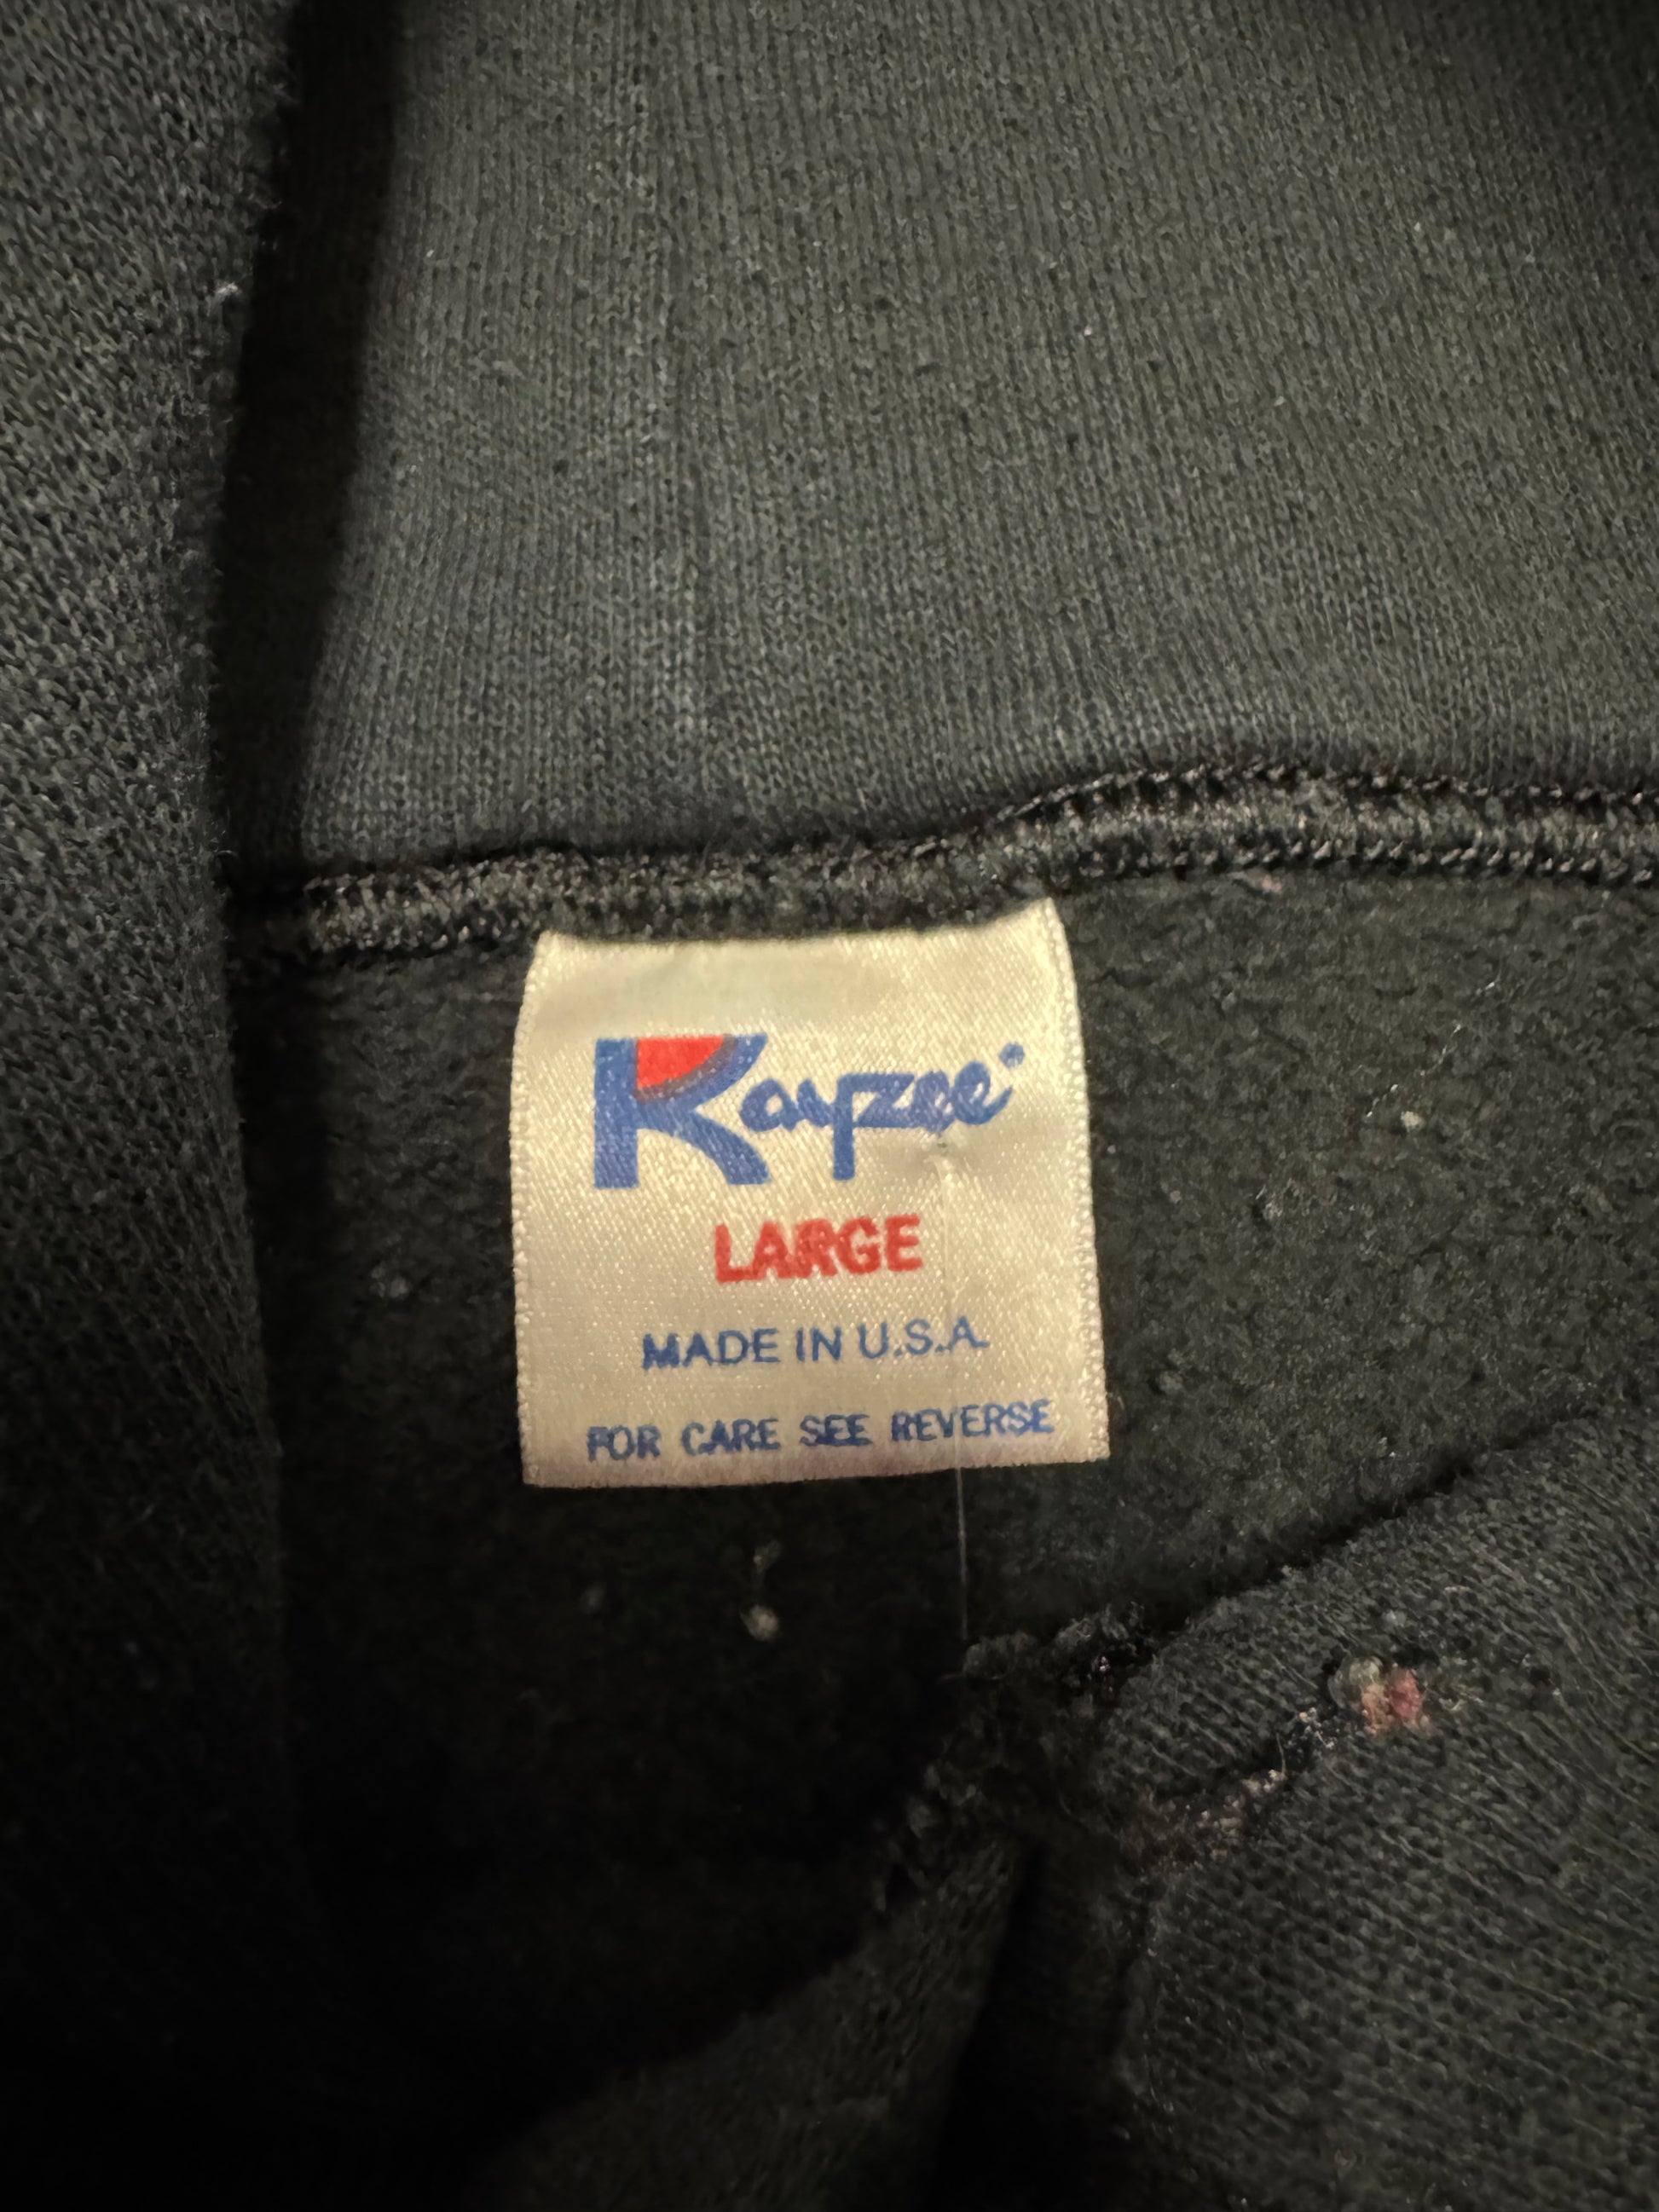 Kayzee
LARGE
MADE IN U.S.A.
FOR CARE SEE REVERSE